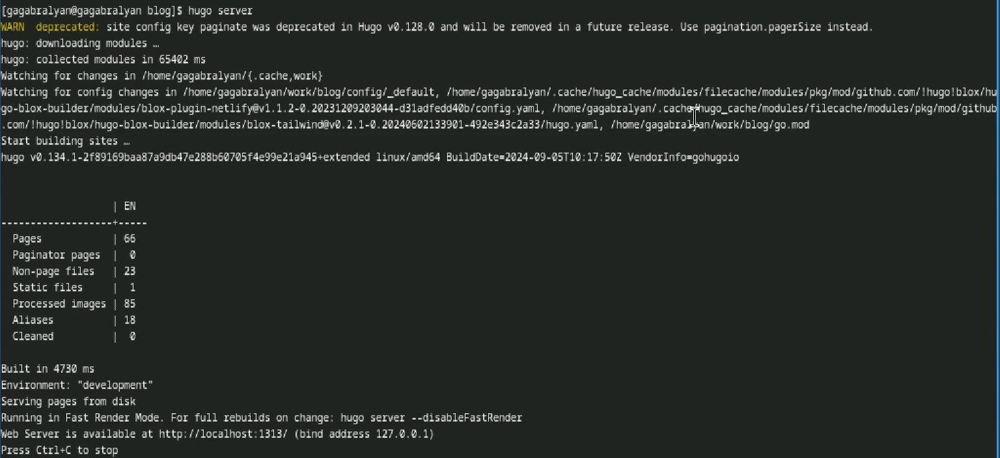 [gagabralyan@gagabralyan blog]$ hugo server
WARN  deprecated: site config key paginate was deprecated in Hugo v0.128.0 and will be removed in a future release. Use pagination.pagerSize instead.
hugo: downloading modules …
hugo: collected modules in 65402 ms
Watching for changes in /home/gagabralyan/{.cache,work}
Watching for config changes in /home/gagabralyan/work/blog/config/_default, /home/gagabralyan/.cache/hugo_cache/modules/filecache/modules/pkg/mod/github.com/!hugo!blox/hu
go-blox-builder/modules/blox-plugin-netlify@v1.1.2-0.20231209203044-d31adfedd40b/config.yaml, /home/gagabralyan/.cache/hugo_cache/modules/filecache/modules/pkg/mod/github
.com/!hugo!blox/hugo-blox-builder/modules/blox-tailwind@v0.2.1-0.20240602133901-492e343c2a33/hugo.yaml, /home/gagabralyan/work/blog/go.mod
Start building sites …
hugo v0.134.1-2f89169baa87a9db47e288b60705f4e99e21a945+extended linux/amd64 BuildDate=2024-09-05T10:17:50Z VendorInfo=gohugoio
                   | EN
-------------------+-----
  Pages            | 66
  Paginator pages  |  0
  Non-page files   | 23
  Static files     |  1
  Processed images | 85
  Aliases          | 18
  Cleaned          |  0
Built in 4730 ms
Environment: "development"
Serving pages from disk
Running in Fast Render Mode. For full rebuilds on change: hugo server --disableFastRender
Web Server is available at http://localhost:1313/ (bind address 127.0.0.1)
Press Ctrl+C to stop